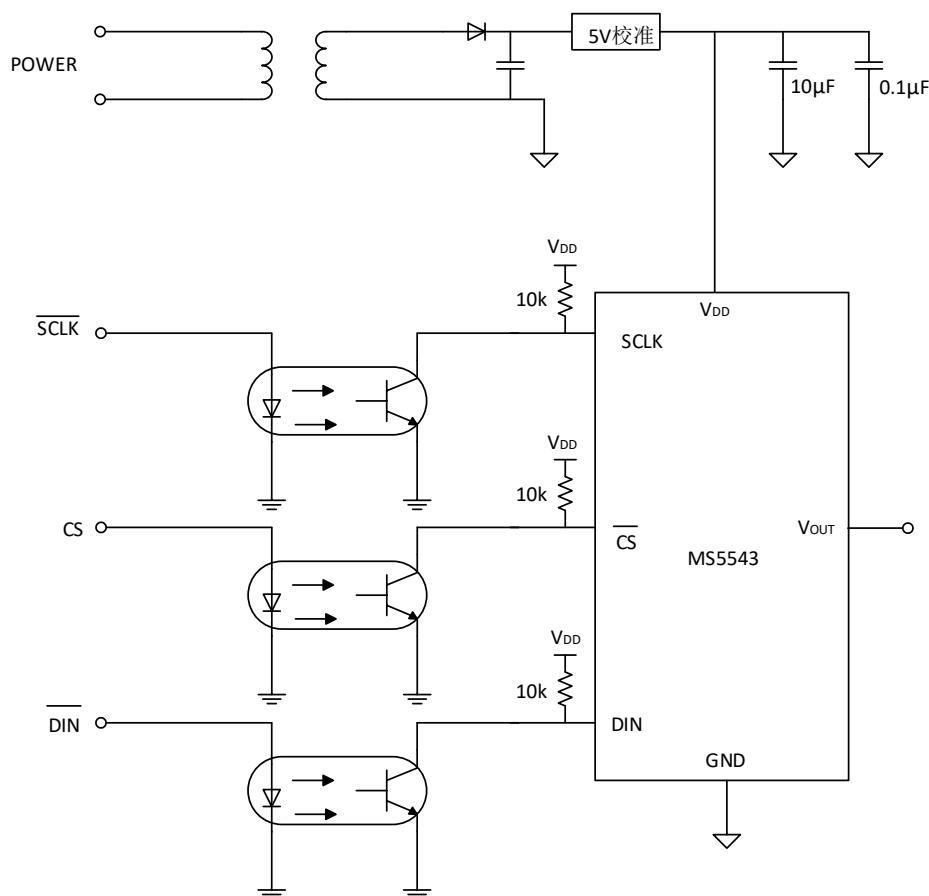 5V校准
POWER
10μF
0.1μF
VDD
10k
VDD
SCLK
SCLK
VDD
10k
CS
CS
VOUT
MS5543
VDD
10k
DIN
DIN
GND